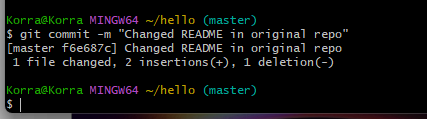 Korra@Korra MINGW64 ~/hello (master)
$ git commit -m "Changed README in original repo"
[master f6e687c] Changed README in original repo
 1 file changed, 2 insertions(+), 1 deletion(-)
Korra@Korra MINGW64 ~/hello (master)
$